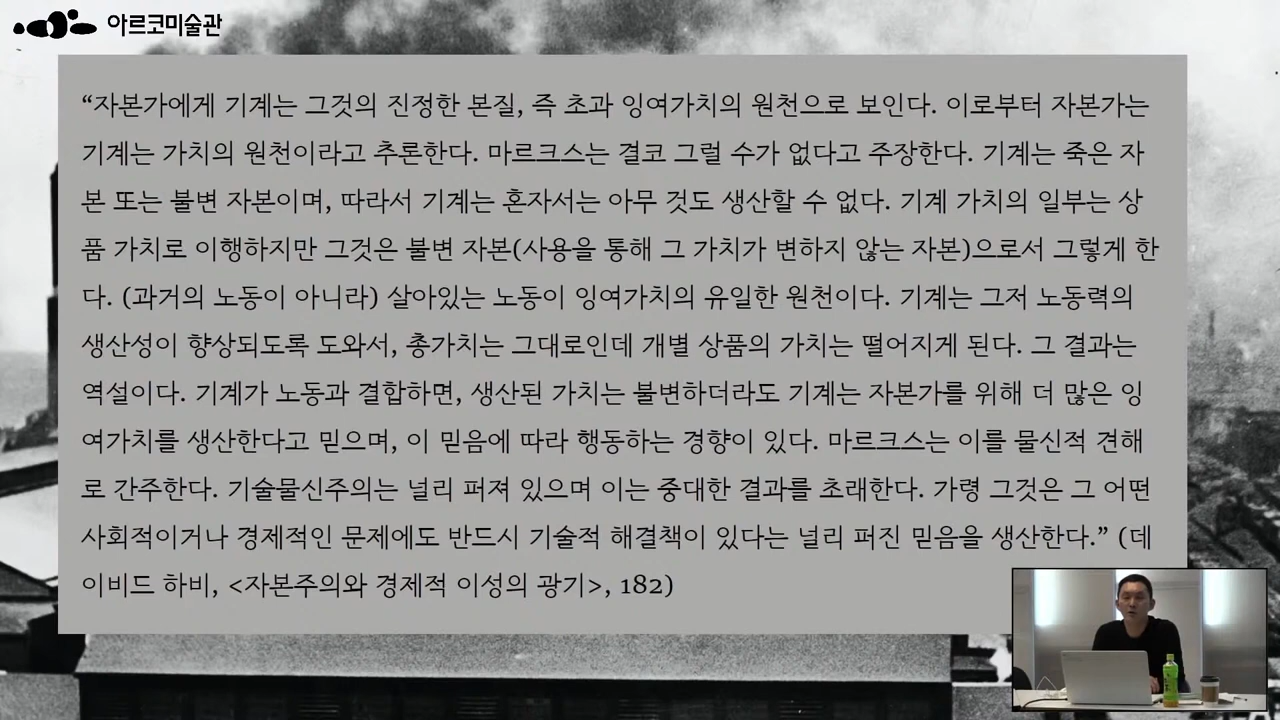 아르코미술관
“자본가에게 기계는 그것의 진정한 본질, 즉 초과 잉여가치의 원천으로 보인다. 이로부터 자본가는
기계는 가치의 원천이라고 추론한다. 마르크스는 결코 그럴 수가 없다고 주장한다. 기계는 죽은 자
본 또는 불변 자본이며, 따라서 기계는 혼자서는 아무 것도 생산할 수 없다. 기계 가치의 일부는 상
품 가치로 이행하지만 그것은 불변 자본(사용을 통해 그 가치가 변하지 않는 자본)으로서 그렇게 한
다. (과거의 노동이 아니라) 살아있는 노동이 잉여가치의 유일한 원천이다. 기계는 그저 노동력의
생산성이 향상되도록 도와서, 총가치는 그대로인데 개별 상품의 가치는 떨어지게 된다. 그 결과는
역설이다. 기계가 노동과 결합하면, 생산된 가치는 불변하더라도 기계는 자본가를 위해 더 많은 잉
여가치를 생산한다고 믿으며, 이 믿음에 따라 행동하는 경향이 있다. 마르크스는 이를 물신적 견해
로 간주한다. 기술물신주의는 널리 퍼져 있으며 이는 중대한 결과를 초래한다. 가령 그것은 그 어떤
사회적이거나 경제적인 문제에도 반드시 기술적 해결책이 있다는 널리 퍼진 믿음을 생산한다.” (데
이비드 하비, <자본주의와 경제적 이성의 광기>, 182)